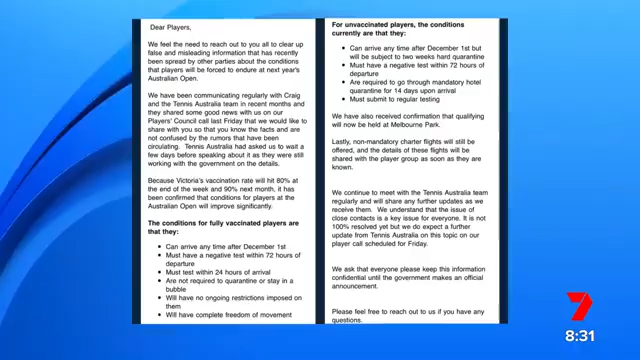 Dear Players,
We feel the need to reach out to you all to clear up
false and misleading information that has recently
been spread by other parties about the conditions
that players will be forced to endure at next year's
Australian Open.
We have been communicating regularly with Craig
and the Tennis Australia team in recent months and
they shared some good news with us on our
Players' Council call last Friday that we would like to
share with you so that you know the facts and are
not confused by the rumors that have been
circulating. Tennis Australia had asked us to wait a
few days before speaking about it as they were still
working with the government on the details.
Because Victoria's vaccination rate will hit 80% at
the end of the week and 90% next month, it has
been confirmed that conditions for players at the
Australian Open will improve significantly.
The conditions for fully vaccinated players are
that they:
• Can arrive any time after December 1st
• Must have a negative test within 72 hours of
departure
• Must test within 24 hours of arrival
• Are not required to quarantine or stay in a
bubble
• Will have no ongoing restrictions imposed on
them
• Will have complete freedom of movement
For unvaccinated players, the conditions
currently are that they:
• Can arrive any time after December 1st but
will be subject to two weeks hard quarantine
• Must have a negative test within 72 hours of
departure
• Are required to go through mandatory hotel
quarantine for 14 days upon arrival
• Must submit to regular testing
We have also received confirmation that qualifying
will now be held at Melbourne Park.
Lastly, non-mandatory charter flights will still be
offered, and the details of these flights will be
shared with the player group as soon as they are
known.
We continue to meet with the Tennis Australia team
regularly and will share any further updates as we
receive them. We understand that the issue of
close contacts is a key issue for everyone. It is not
100% resolved yet but we do expect a further
update from Tennis Australia on this topic on our
player call scheduled for Friday.
We ask that everyone please keep this information
confidential until the government makes an official
announcement.
Please feel free to reach out to us if you have any
questions.
7
8:31